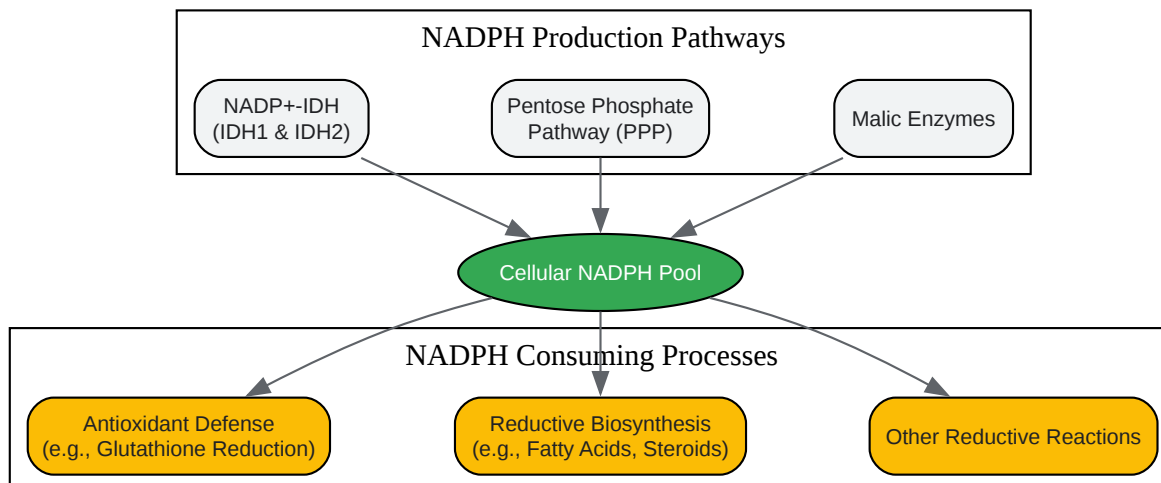 NADPH Production Pathways
NADP+-IDH
(IDH1 & IDH2)
Pentose Phosphate
Pathway (PPP)
Malic Enzymes
Cellular NADPH Pool
NADPH Consuming Processes
Antioxidant Defense
(e.g., Glutathione Reduction)
Reductive Biosynthesis
(e.g., Fatty Acids, Steroids)
Other Reductive Reactions